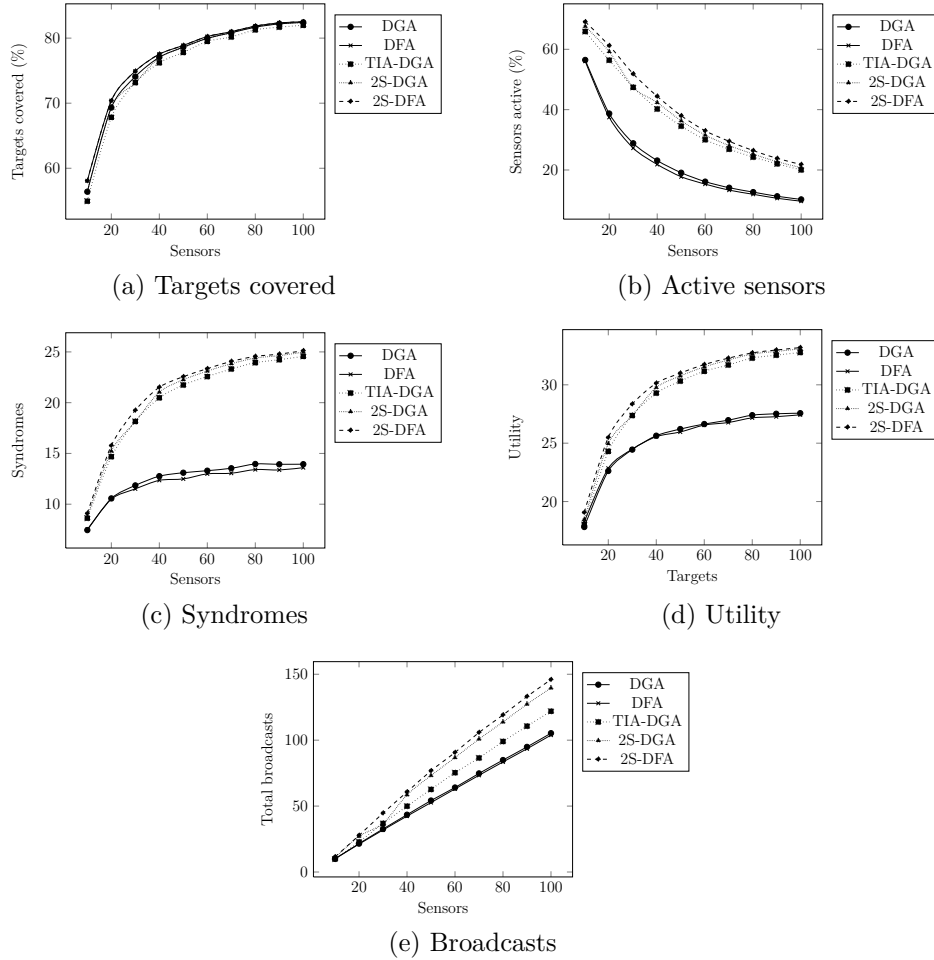 80
70
60
20 40 60 80 100
Sensors
Targets covered (%)
DGA
DFA
TIA-DGA
2S-DGA
2S-DFA
(a) Targets covered
60
40
20
20 40 60 80 100
Sensors
Sensors active (%)
DGA
DFA
TIA-DGA
2S-DGA
2S-DFA
(b) Active sensors
25
20
15
10
20 40 60 80 100
Sensors
Syndromes
DGA
DFA
TIA-DGA
2S-DGA
2S-DFA
(c) Syndromes
30
25
20
20 40 60 80 100
Targets
Utility
DGA
DFA
TIA-DGA
2S-DGA
2S-DFA
(d) Utility
150
100
50
0
20 40 60 80 100
Sensors
Total broadcasts
DGA
DFA
TIA-DGA
2S-DGA
2S-DFA
(e) Broadcasts